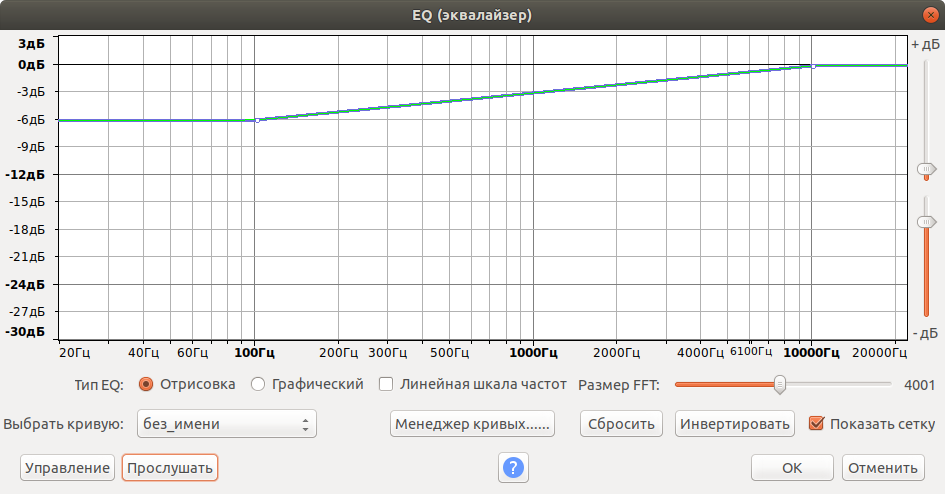 EQ (эквалайзер)
3дБ
0дБ
-3дБ
-6дБ
-9дБ
-12дБ
-15дБ
-18дБ
-21дБ
-24дБ
-27дБ
-30дБ
+ дБ
- дБ
20Гц 40Гц 60Гц 100Гц 200Гц 300Гц 500Гц 1000Гц 2000Гц 4000Гц 6100Гц 10000Гц 20000Гц
Тип EQ: Отрисовка Графический Линейная шкала частот Размер FFT: 4001
Выбрать кривую: без_имени Менеджер кривых...... Сбросить Инвертировать Показать сетку
Управление Прослушать ? OK Отменить